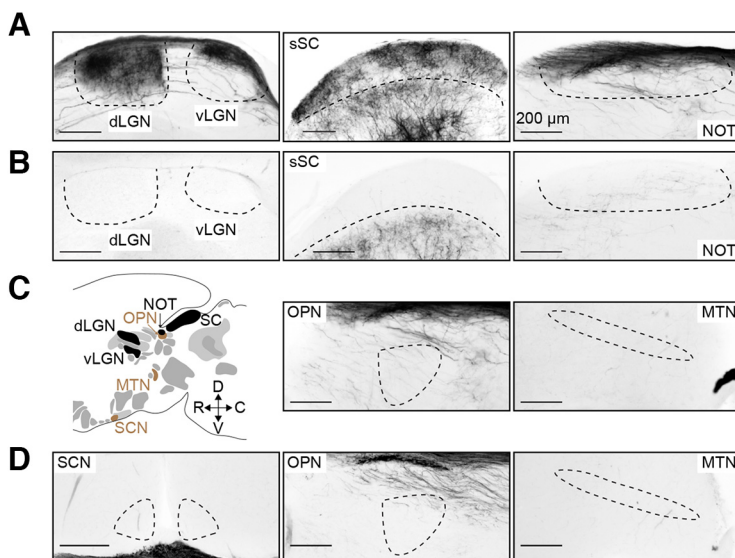 A
dLGN
vLGN
sSC
200 µm
NOT
B
dLGN
vLGN
sSC
NOT
C
NOT
OPN
SC
dLGN
vLGN
MTN
D
R
C
V
SCN
OPN
MTN
D
SCN
OPN
MTN